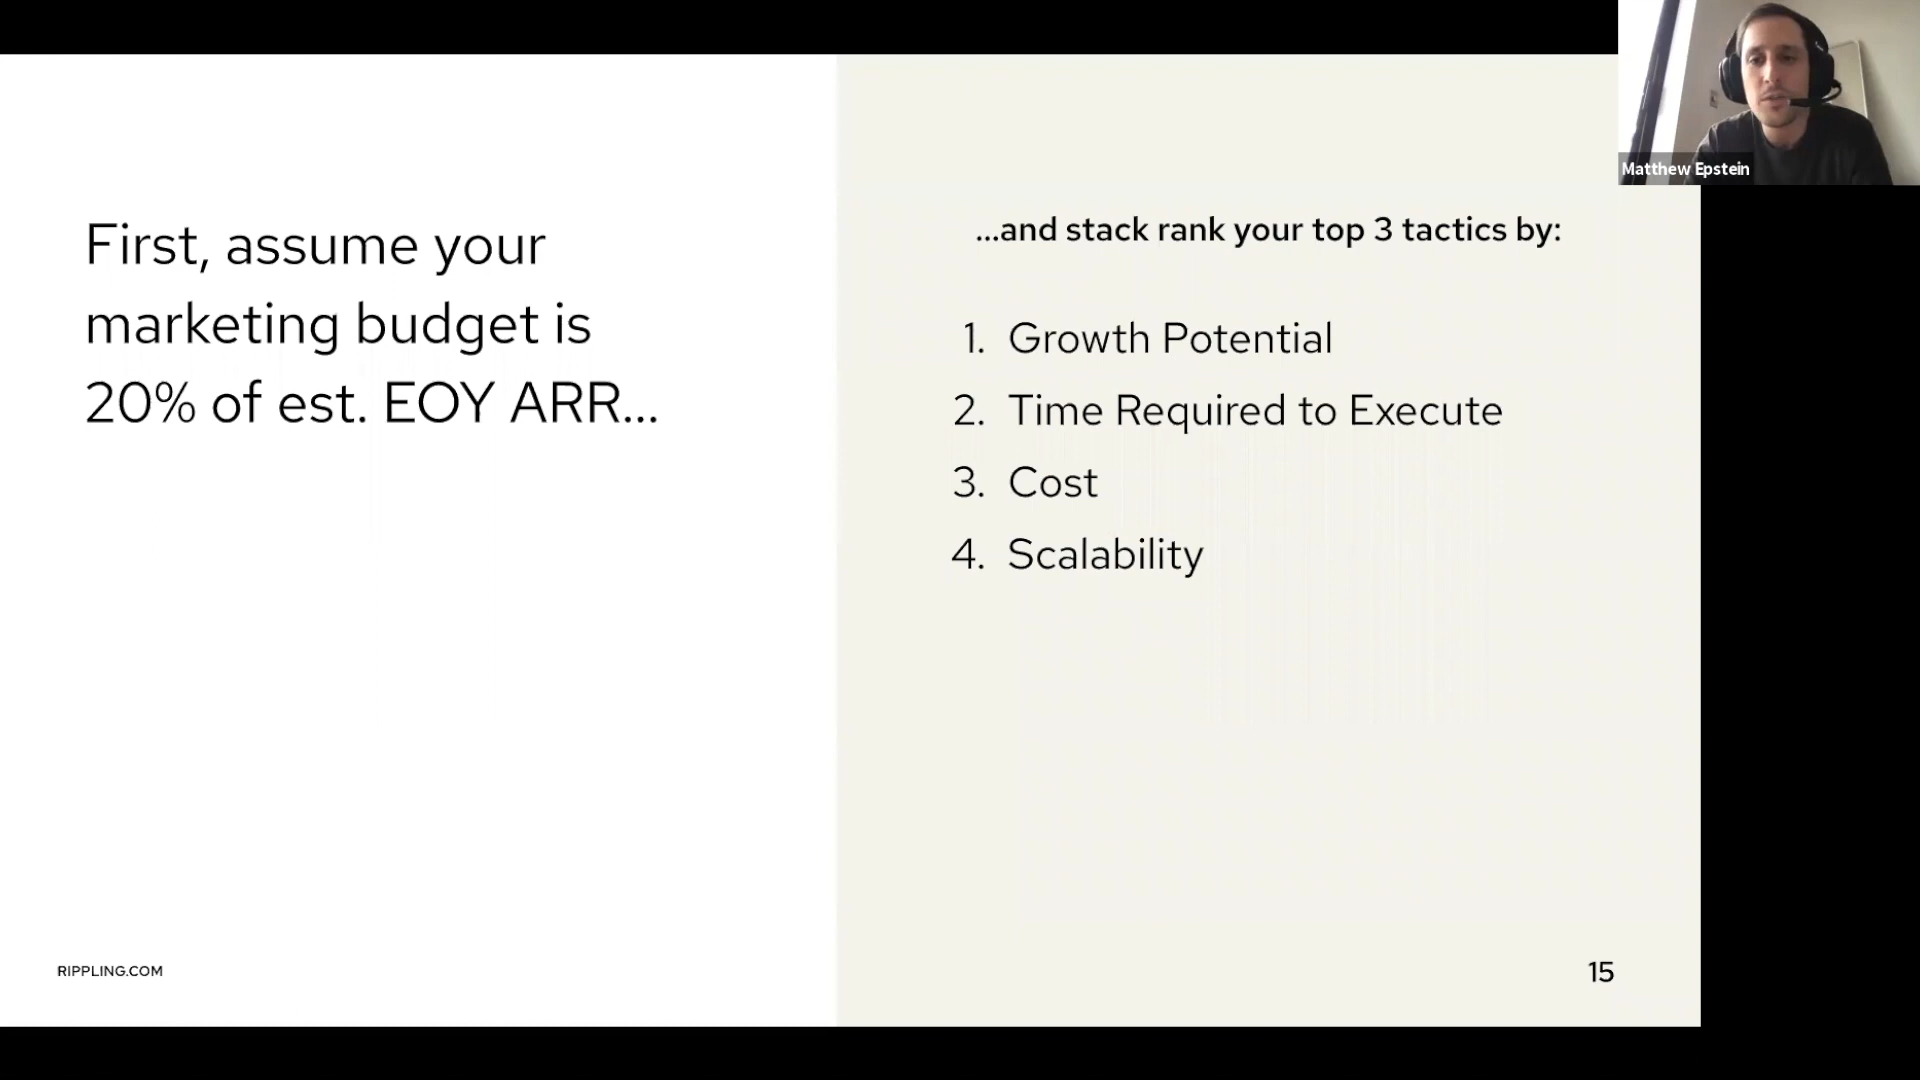 Matthew Epstein
First, assume your
marketing budget is
20% of est. EOY ARR...
...and stack rank your top 3 tactics by:
1. Growth Potential
2. Time Required to Execute
3. Cost
4. Scalability
RIPPLING.COM
15